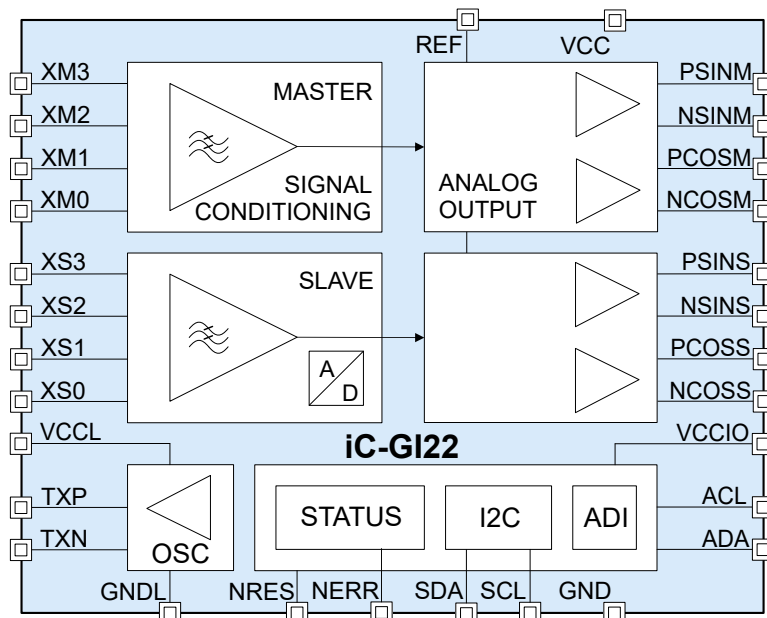 REF
VCC
XM3
XM2
XM1
XM0
MASTER
SIGNAL
CONDITIONING
ANALOG
OUTPUT
PSINM
NSINM
PCOSM
NCOSM
XS3
XS2
XS1
XS0
SLAVE
A
D
PSINS
NSINS
PCOSS
NCOSS
VCCL
iC-GI22
VCCIO
TXP
TXN
OSC
STATUS
I2C
ADI
ACL
ADA
GNDL
NRES
NERR
SDA
SCL
GND